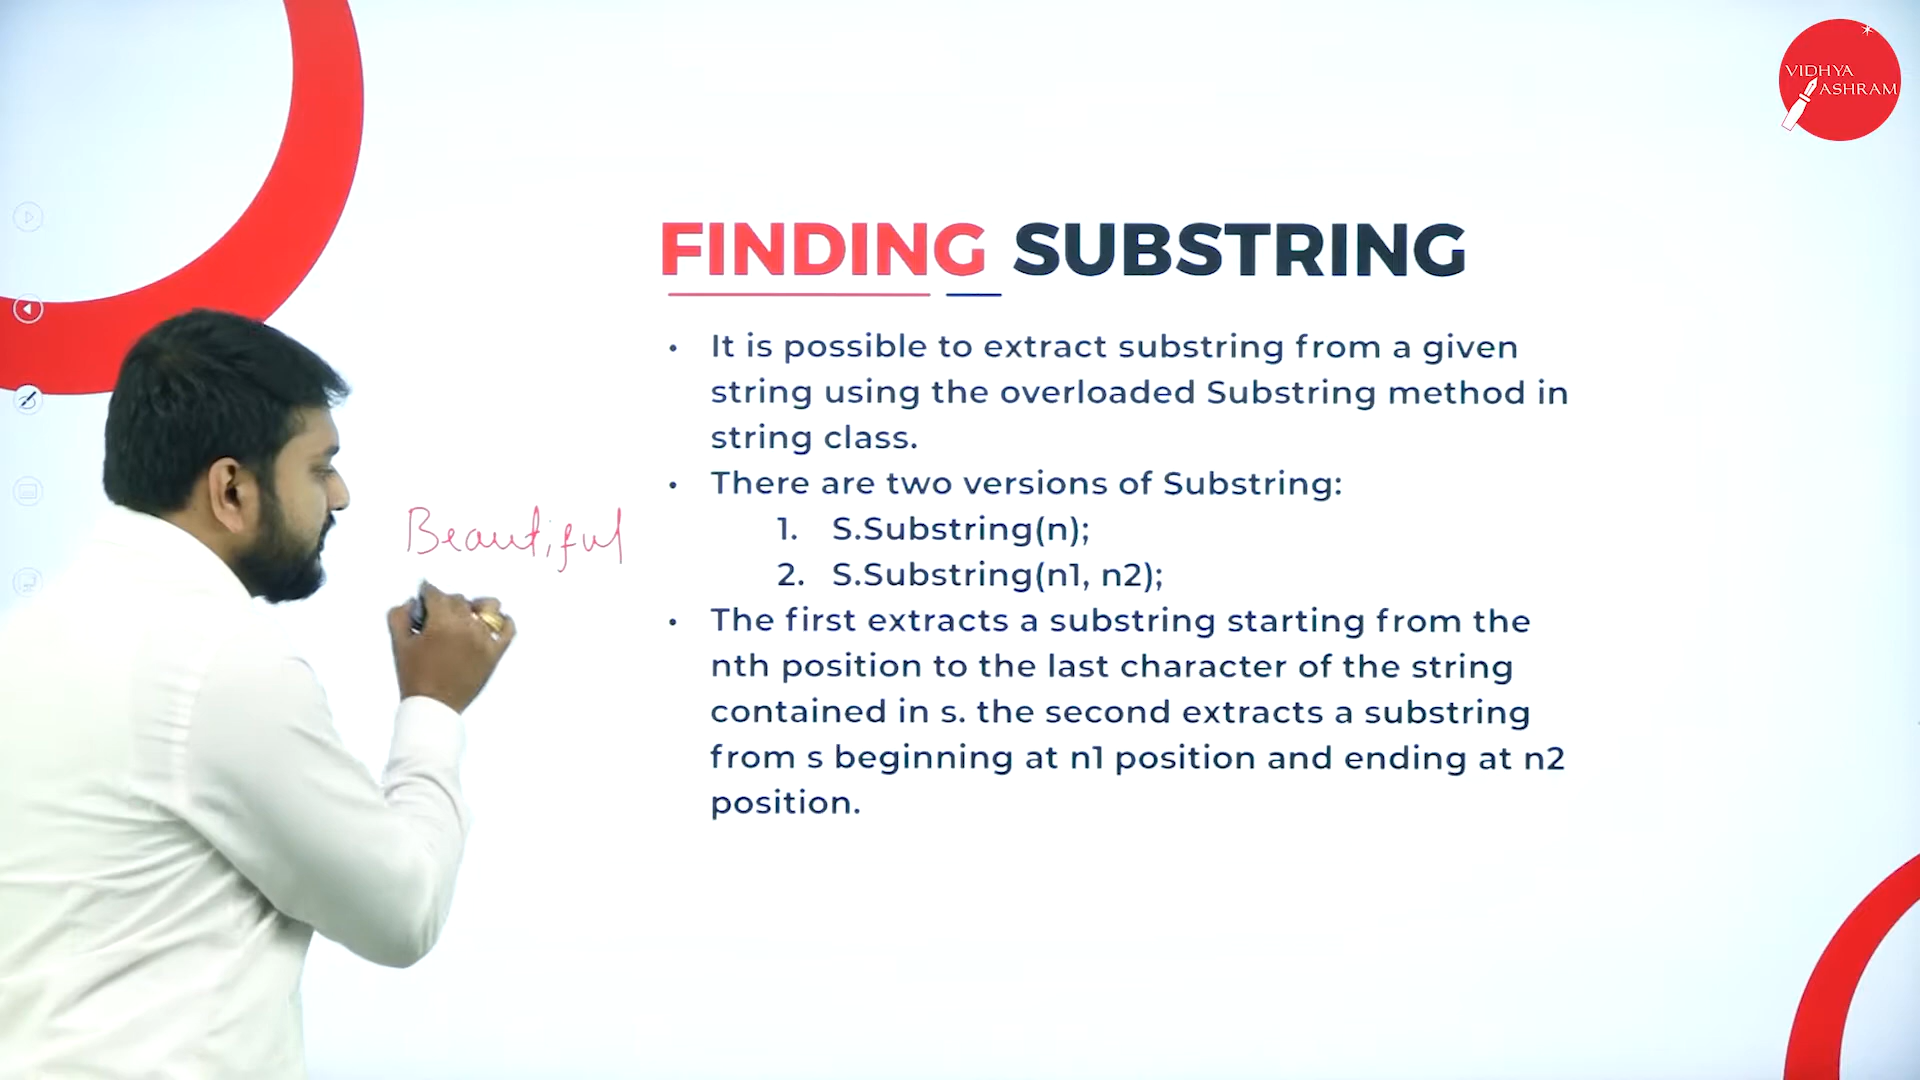 VIDHYA
ASHRAM
FINDING SUBSTRING
• It is possible to extract substring from a given
string using the overloaded Substring method in
string class.
• There are two versions of Substring:
1. S.Substring(n);
2. S.Substring(n1, n2);
• The first extracts a substring starting from the
nth position to the last character of the string
contained in s. the second extracts a substring
from s beginning at n1 position and ending at n2
position.
Beautiful